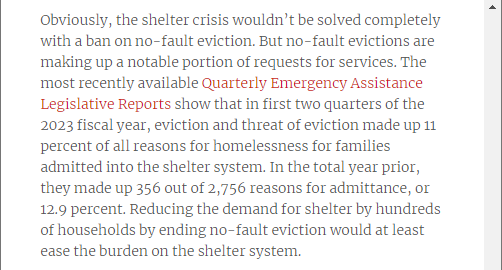 Obviously, the shelter crisis wouldn’t be solved completely
with a ban on no-fault eviction. But no-fault evictions are
making up a notable portion of requests for services. The
most recently available Quarterly Emergency Assistance
Legislative Reports show that in first two quarters of the
2023 fiscal year, eviction and threat of eviction made up 11
percent of all reasons for homelessness for families
admitted into the shelter system. In the total year prior,
they made up 356 out of 2,756 reasons for admittance, or
12.9 percent. Reducing the demand for shelter by hundreds
of households by ending no-fault eviction would at least
ease the burden on the shelter system.